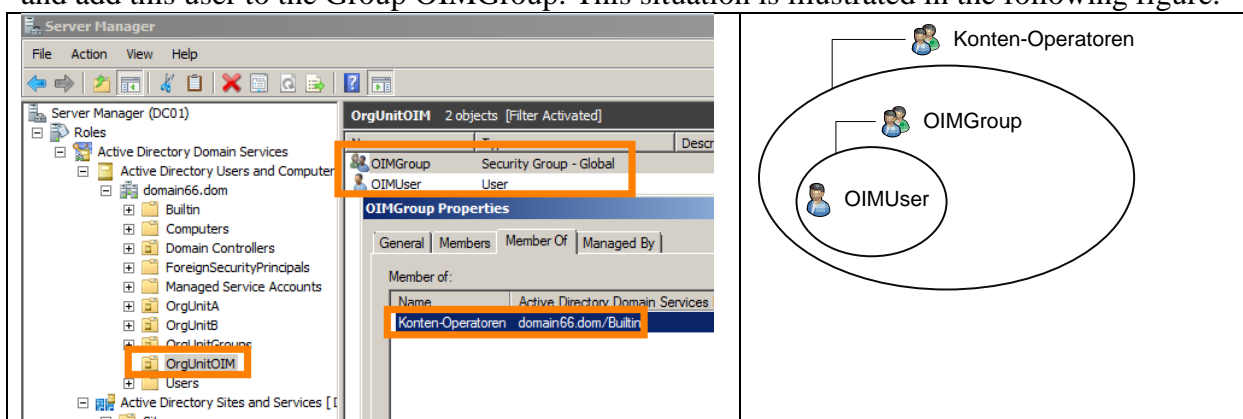 and add this user to the Group OIMGroup. This situation is illustrated in the following figure.
Server Manager
File Action View Help
Server Manager (DC01)
Roles
Active Directory Domain Services
Active Directory Users and Computer
domain66.dom
Builtin
Computers
Domain Controllers
ForeignSecurityPrincipals
Managed Service Accounts
OrgUnitA
OrgUnitB
OrgUnitGroups
OrgUnitOIM
Users
Active Directory Sites and Services [
OrgUnitOIM 2 objects [Filter Activated]
Descr
OIMGroup Security Group - Global
OIMUser User
OIMGroup Properties
General Members Member Of Managed By
Member of:
Name Active Directory Domain Services
Konten-Operatoren domain66.dom/Builtin
Konten-Operatoren
OIMGroup
OIMUser